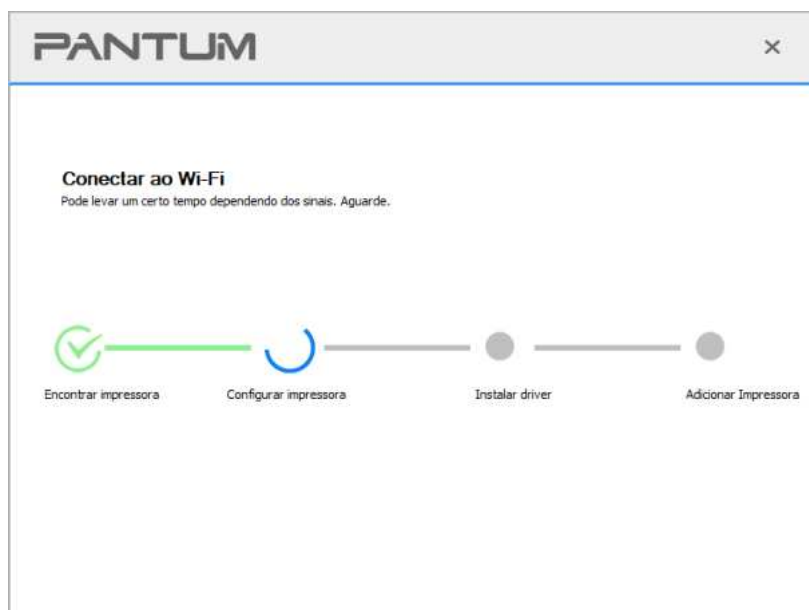 PANTUM
Conectar ao Wi-Fi
Pode levar um certo tempo dependendo dos sinais. Aguarde.
Encontrar impressora
Configurar impressora
Instalar driver
Adicionar Impressora